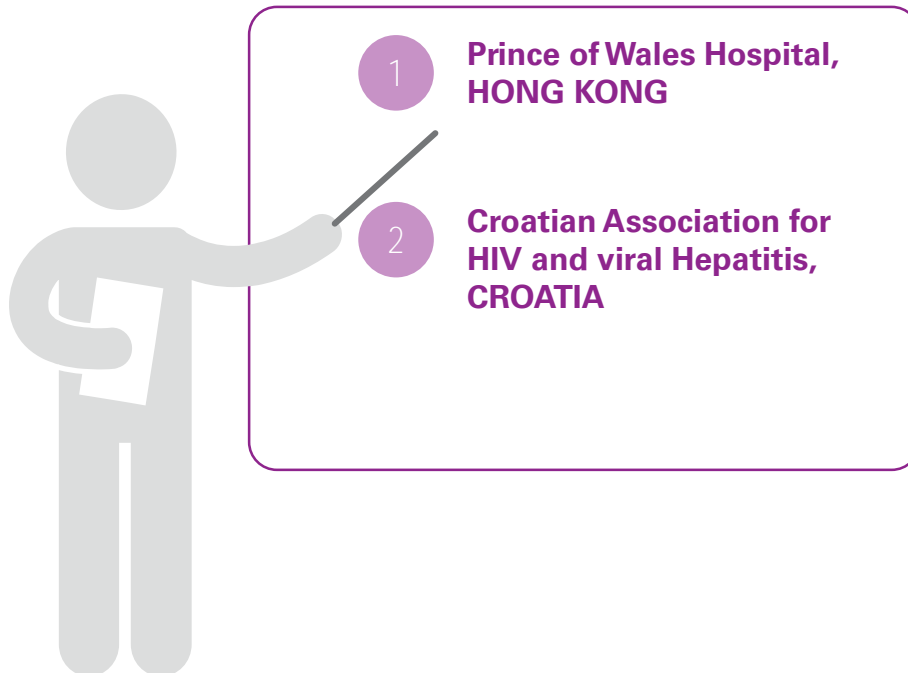 1
Prince of Wales Hospital,
HONG KONG
2
Croatian Association for
HIV and viral Hepatitis,
CROATIA